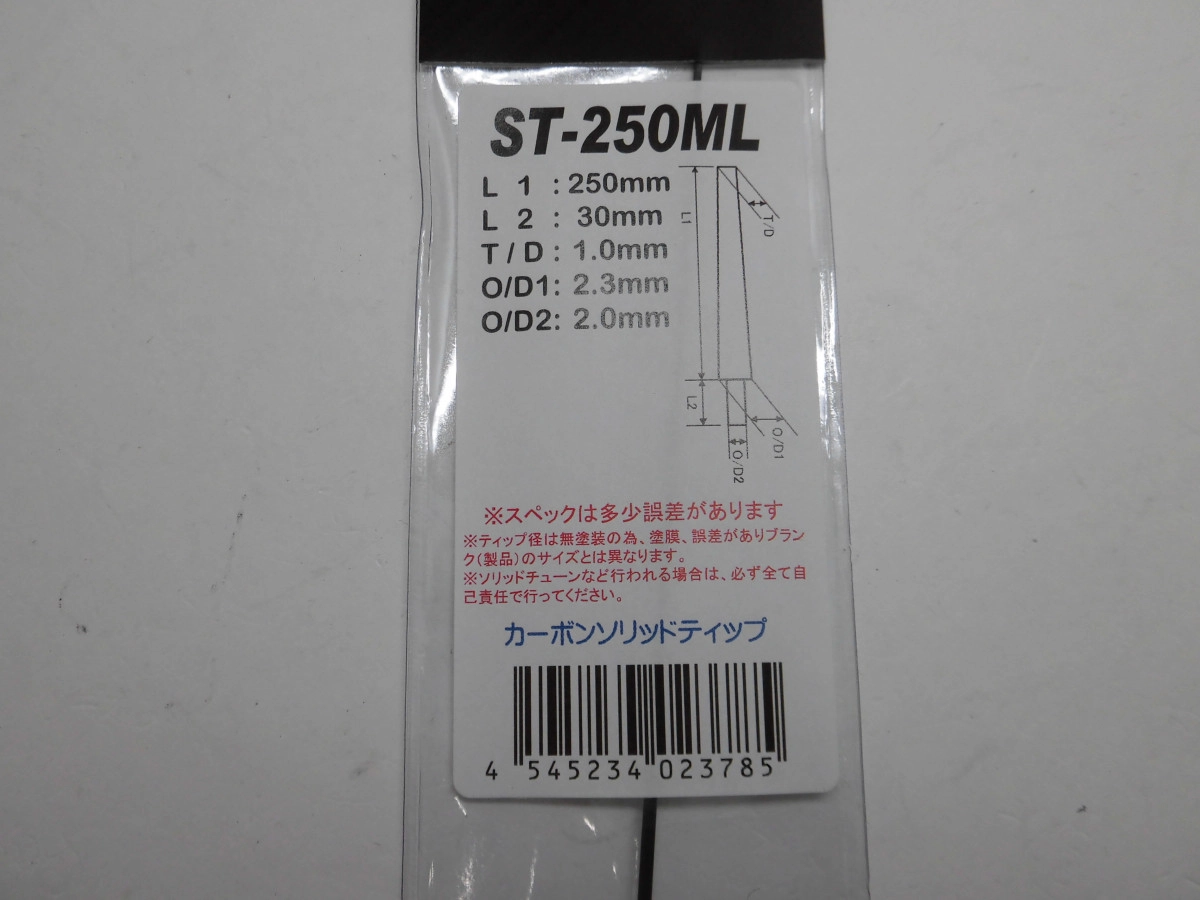 ST-250ML
L 1 : 250mm
L 2 : 30mm
T / D : 1.0mm
O/D1: 2.3mm
O/D2: 2.0mm
L1
T/D
L2
O/D1
O/D2
※スペックは多少誤差があります
※ティップ径は無塗装の為、塗膜、誤差がありブラン
ク(製品)のサイズとは異なります。
※ソリッドチューンなど行われる場合は、必ず全て自
己責任で行ってください。
カーボンソリッドティップ
4 545234 023785